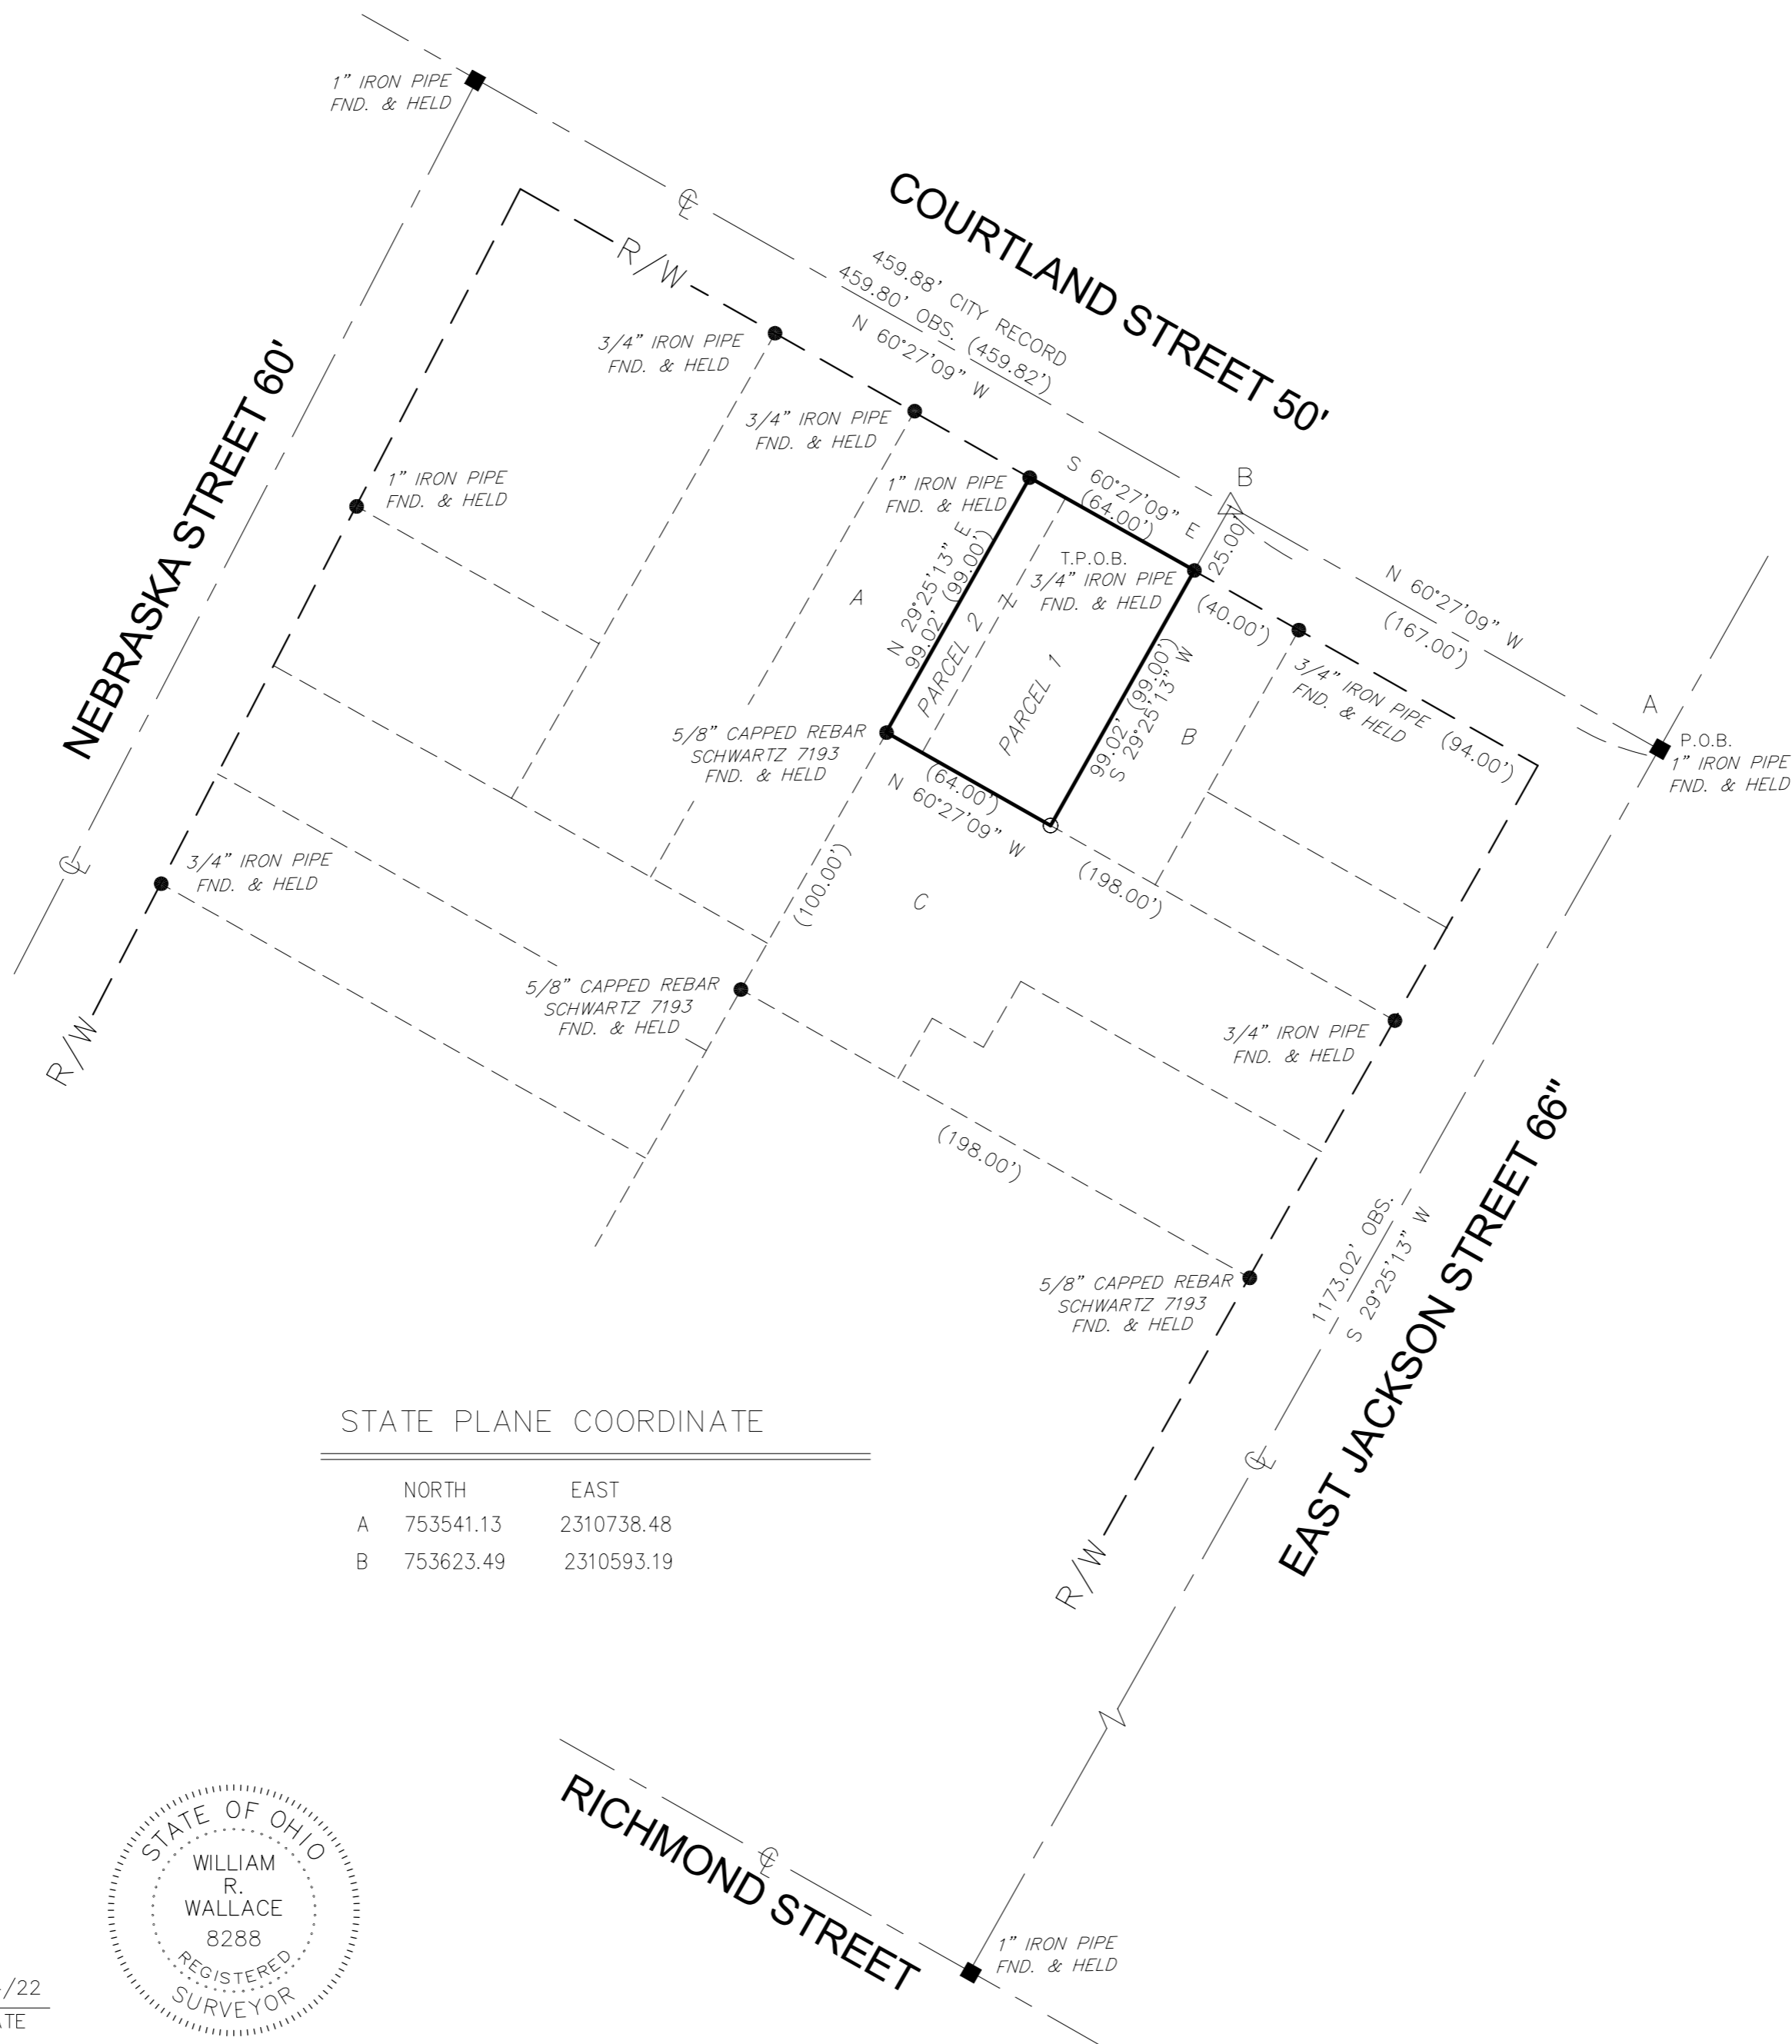 1” IRON PIPE
FND. & HELD
COURTLAND STREET 50'
459.88’ CITY RECORD
459.80’ OBS. (459.82’)
N 60°27’09” W
R/W
3/4” IRON PIPE
FND. & HELD
3/4” IRON PIPE
FND. & HELD
NEBRASKA STREET 60'
1” IRON PIPE
FND. & HELD
1” IRON PIPE
FND. & HELD
S 60°27’09” E
(64.00’)
B
25.00’
T.P.O.B.
3/4” IRON PIPE
FND. & HELD
N 60°27’09” W
(167.00’)
(40.00’)
A
N 29°25’13” E
99.02’ (99.00’)
PARCEL 2
Z
PARCEL 1
99.02’ (99.00’)
S 29°25’13” W
B
3/4” IRON PIPE
FND. & HELD
(94.00’)
A
P.O.B.
1” IRON PIPE
FND. & HELD
5/8” CAPPED REBAR
SCHWARTZ 7193
FND. & HELD
(64.00’)
N 60°27’09” W
3/4” IRON PIPE
FND. & HELD
(100.00’)
C
(198.00’)
5/8” CAPPED REBAR
SCHWARTZ 7193
FND. & HELD
3/4” IRON PIPE
FND. & HELD
R/W
(198.00’)
5/8” CAPPED REBAR
SCHWARTZ 7193
FND. & HELD
1173.02’ OBS.
S 29°25’13” W
EAST JACKSON STREET 66"
STATE PLANE COORDINATE
NORTH EAST
A 753541.13 2310738.48
B 753623.49 2310593.19
R/W
RICHMOND STREET
1” IRON PIPE
FND. & HELD
STATE OF OHIO
WILLIAM
R.
WALLACE
8288
REGISTERED
SURVEYOR
/22